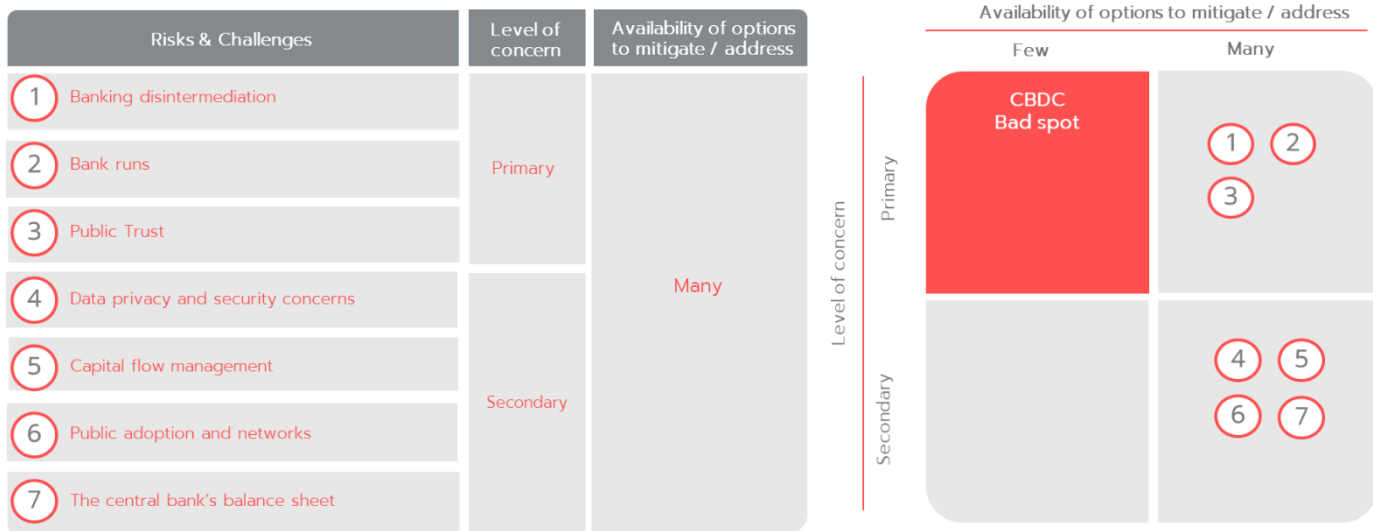 Risks & Challenges
Level of
concern
Availability of options
to mitigate / address
1 Banking disintermediation
2 Bank runs
3 Public Trust
4 Data privacy and security concerns
5 Capital flow management
6 Public adoption and networks
7 The central bank's balance sheet
Primary
Secondary
Many
Availability of options to mitigate / address
Few
Many
Level of concern
Primary
Secondary
CBDC
Bad spot
1
2
3
4
5
6
7